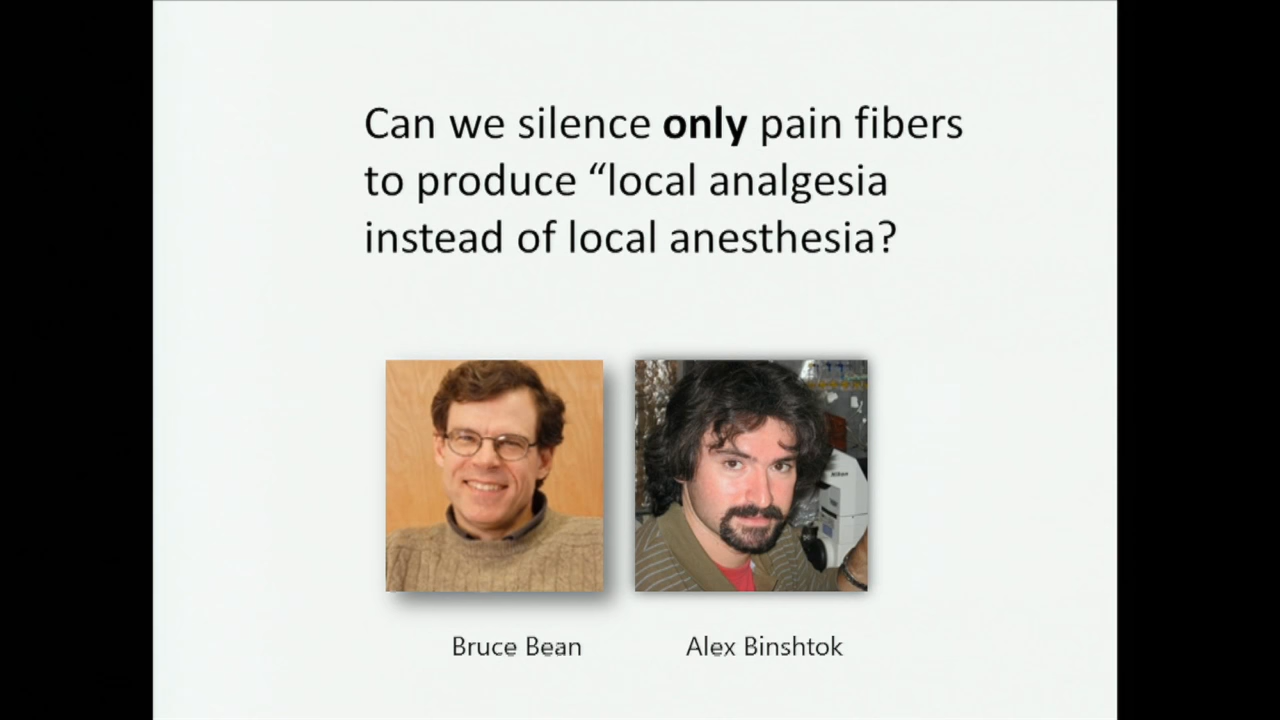 Can we silence only pain fibers
to produce “local analgesia
instead of local anesthesia?
Bruce Bean
Alex Binshtok